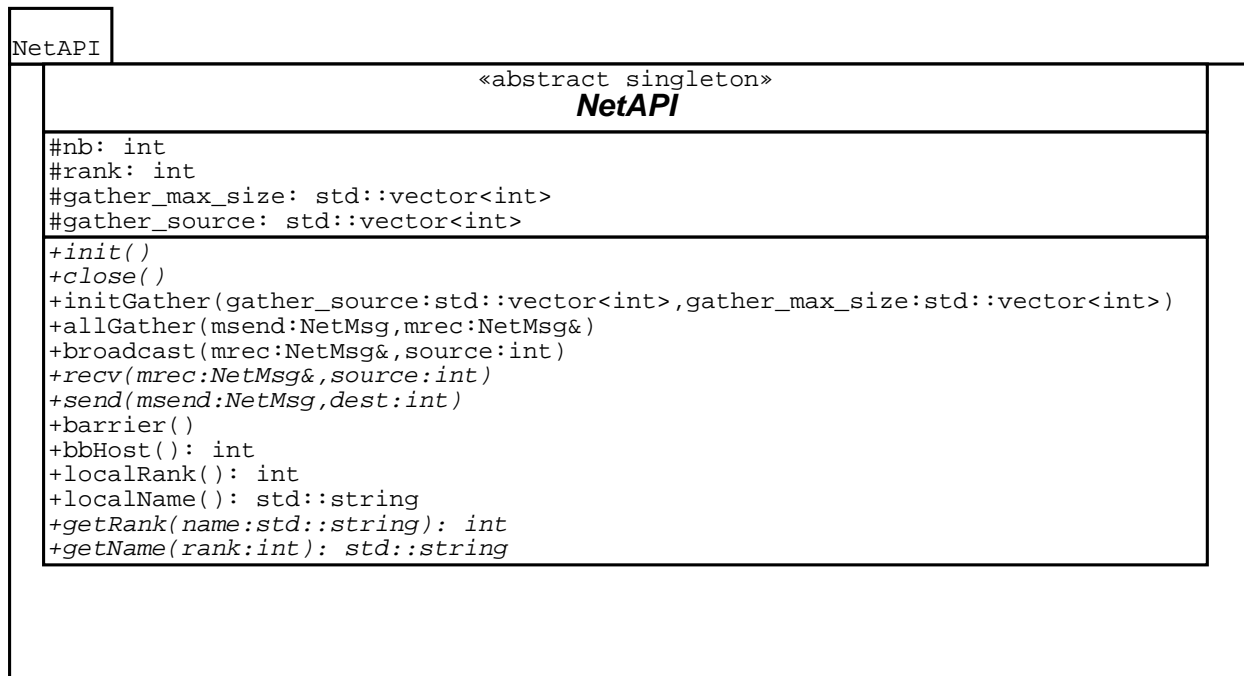 NetAPI
«abstract singleton»
NetAPI
#nb: int
#rank: int
#gather_max_size: std::vector<int>
#gather_source: std::vector<int>
+init()
+close()
+initGather(gather_source:std::vector<int>,gather_max_size:std::vector<int>)
+allGather(msend:NetMsg,mrec:NetMsg&)
+broadcast(mrec:NetMsg&,source:int)
+recv(mrec:NetMsg&,source:int)
+send(msend:NetMsg,dest:int)
+barrier()
+bbHost(): int
+localRank(): int
+localName(): std::string
+getRank(name:std::string): int
+getName(rank:int): std::string